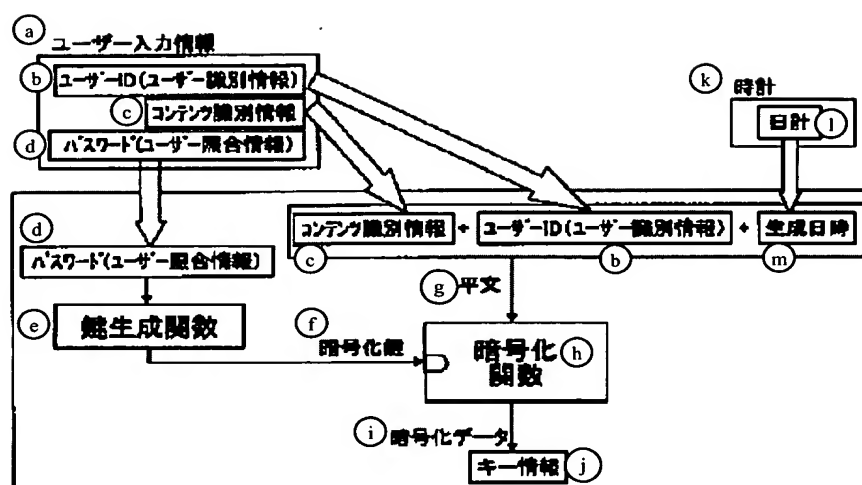 a ユーザー入力情報
b ユーザーID(ユーザー識別情報)
c コンテンツ識別情報
d パスワード(ユーザー照合情報)
k 時計
日計 l
コンテンツ識別情報 + ユーザーID(ユーザー識別情報) + 生成日時
c b m
d
パスワード(ユーザー照合情報)
e 鍵生成関数
g 平文
f
暗号化鍵
暗号化 h
関数
i 暗号化データ
キー情報 j